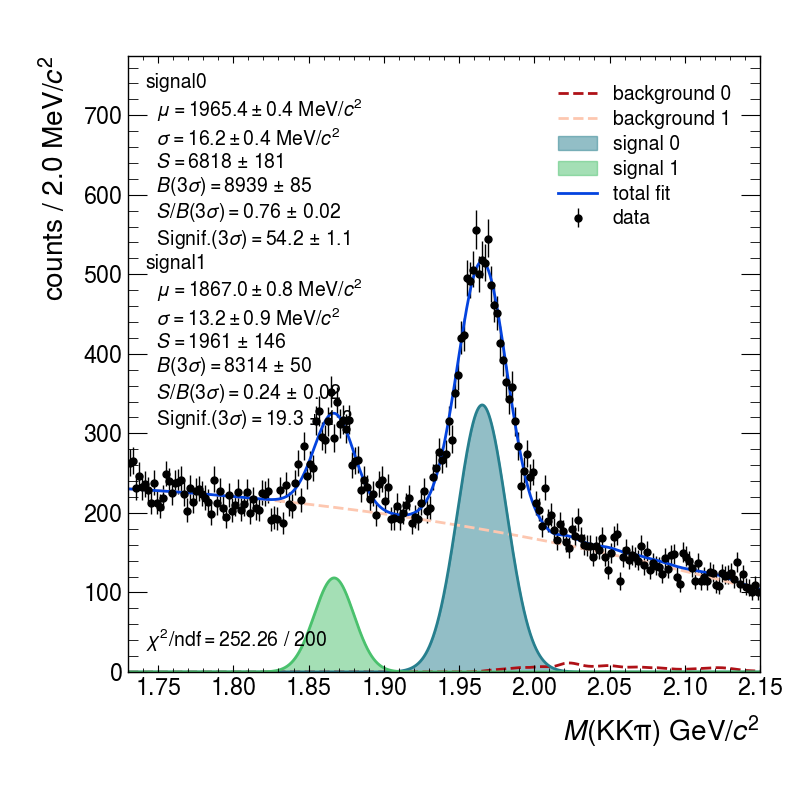 counts / 2.0 MeV/c²
signal0
μ = 1965.4 ± 0.4 MeV/c²
σ = 16.2 ± 0.4 MeV/c²
S = 6818 ± 181
B(3σ) = 8939 ± 85
S/B(3σ) = 0.76 ± 0.02
Signif.(3σ) = 54.2 ± 1.1
signal1
μ = 1867.0 ± 0.8 MeV/c²
σ = 13.2 ± 0.9 MeV/c²
S = 1961 ± 146
B(3σ) = 8314 ± 50
S/B(3σ) = 0.24 ± 0.02
Signif.(3σ) = 19.3 ±
background 0
background 1
signal 0
signal 1
total fit
data
χ²/ndf = 252.26 / 200
700
600
500
400
300
200
100
0
1.75 1.80 1.85 1.90 1.95 2.00 2.05 2.10 2.15
M(KKπ) GeV/c²